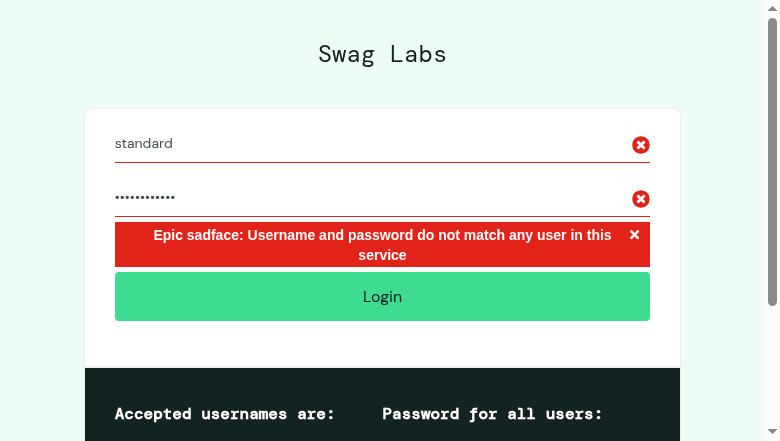 Swag Labs
standard
••••••••••••
Epic sadface: Username and password do not match any user in this
service
Login
Accepted usernames are:
Password for all users: